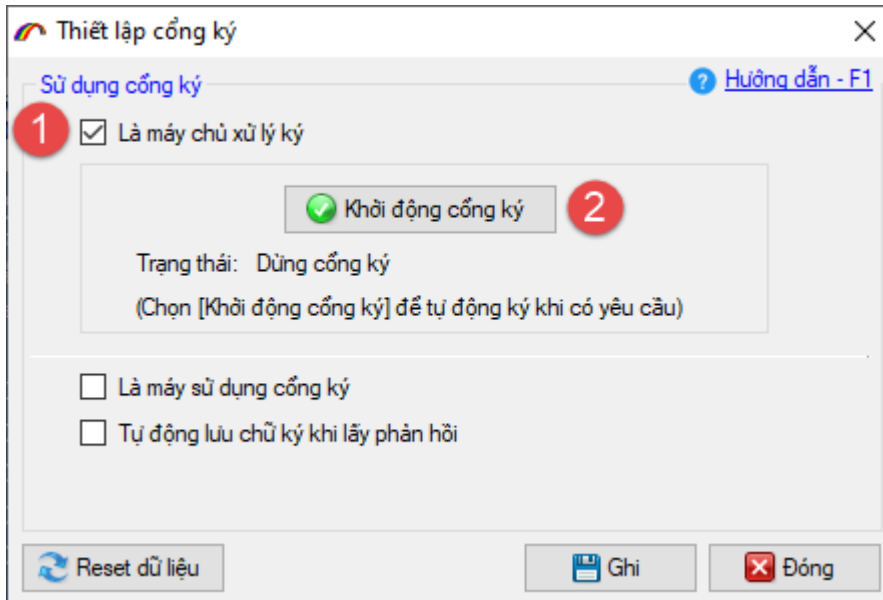 Thiết lập cổng ký
Sử dụng cổng ký
Hướng dẫn - F1
1
Là máy chủ xử lý ký
Khởi động cổng ký
2
Trạng thái: Dừng cổng ký
(Chọn [Khởi động cổng ký] để tự động ký khi có yêu cầu)
Là máy sử dụng cổng ký
Tự động lưu chữ ký khi lấy phản hồi
Reset dữ liệu
Ghi
Đóng